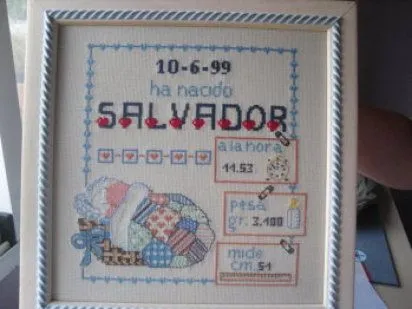 10-6-99
ha nacido
SALVADOR
a la hora
11.53
pesa
gr. 3.100
mide
cm. 51